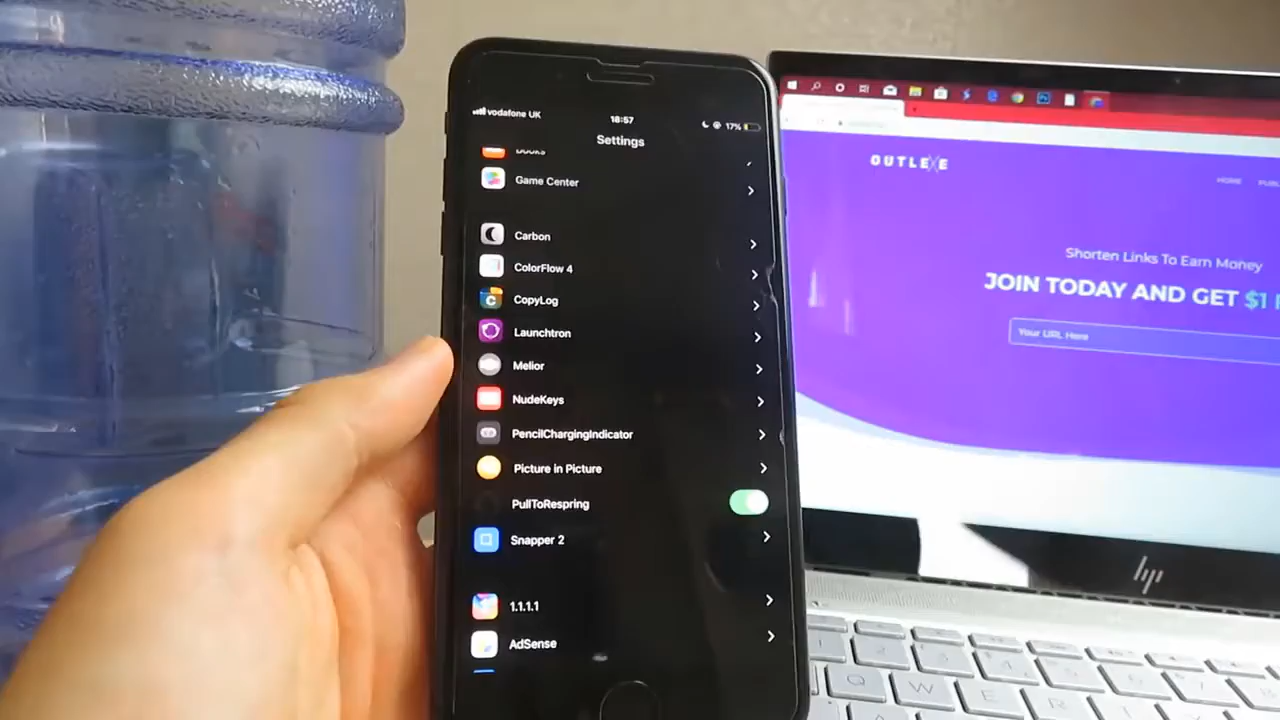 vodafone UK
18:57
17%
Settings
Books
Game Center
Carbon
ColorFlow 4
CopyLog
Launchtron
Melior
NudeKeys
PencilChargingIndicator
Picture in Picture
PullToRespring
Snapper 2
1.1.1.1
AdSense
OUTLEXE
HOME
Shorten Links To Earn Money
JOIN TODAY AND GET $1
Your URL Here
hp
Q W E